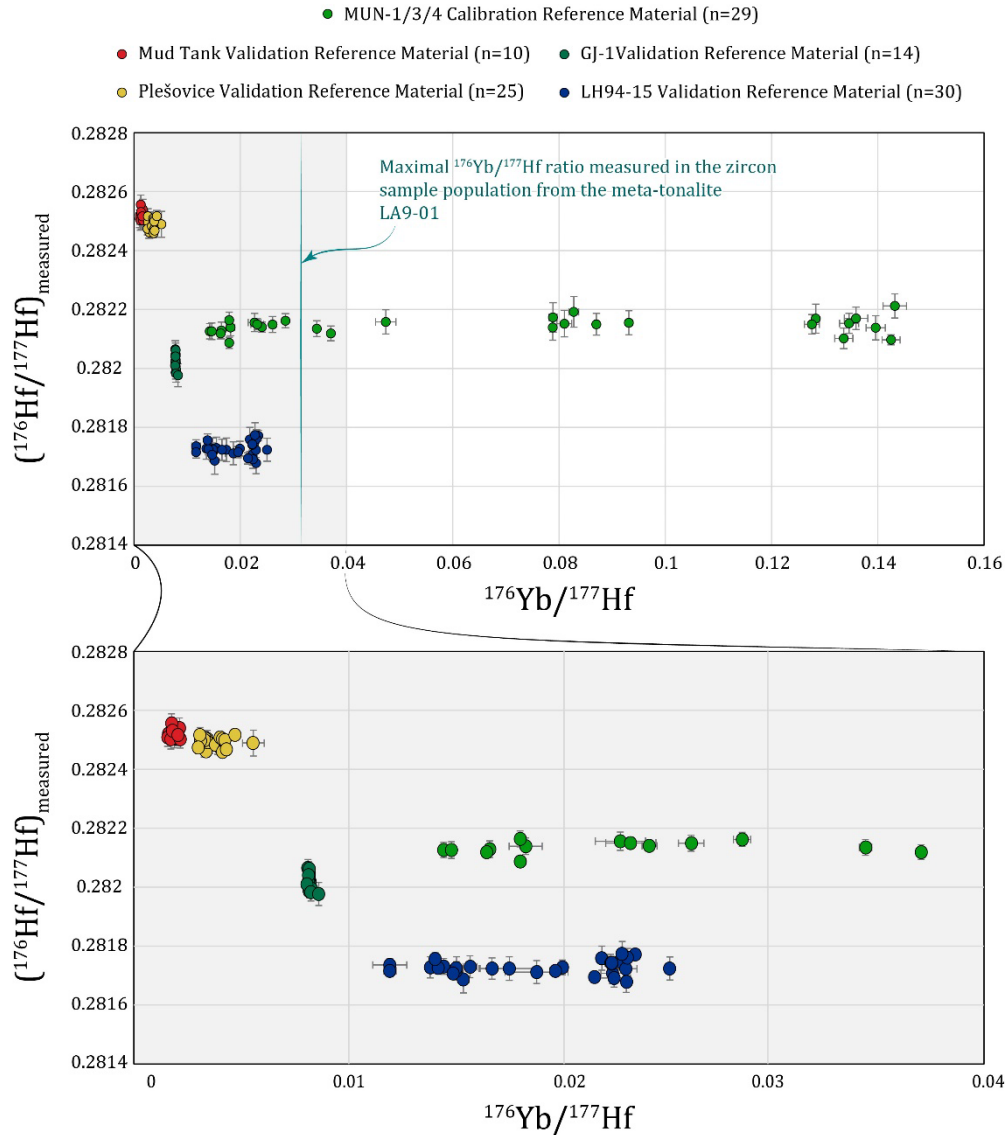 MUN-1/3/4 Calibration Reference Material (n=29)
Mud Tank Validation Reference Material (n=10)
GJ-1Validation Reference Material (n=14)
Plešovice Validation Reference Material (n=25)
LH94-15 Validation Reference Material (n=30)
0.2828
0.2826
0.2824
0.2822
0.282
0.2818
0.2816
0.2814
(¹⁷⁶Hf/¹⁷⁷Hf)measured
Maximal ¹⁷⁶Yb/¹⁷⁷Hf ratio measured in the zircon
sample population from the meta-tonalite
LA9-01
0 0.02 0.04 0.06 0.08 0.10 0.12 0.14 0.16
¹⁷⁶Yb/¹⁷⁷Hf
0.2828
0.2826
0.2824
0.2822
0.282
0.2818
0.2816
0.2814
(¹⁷⁶Hf/¹⁷⁷Hf)measured
0 0.01 0.02 0.03 0.04
¹⁷⁶Yb/¹⁷⁷Hf